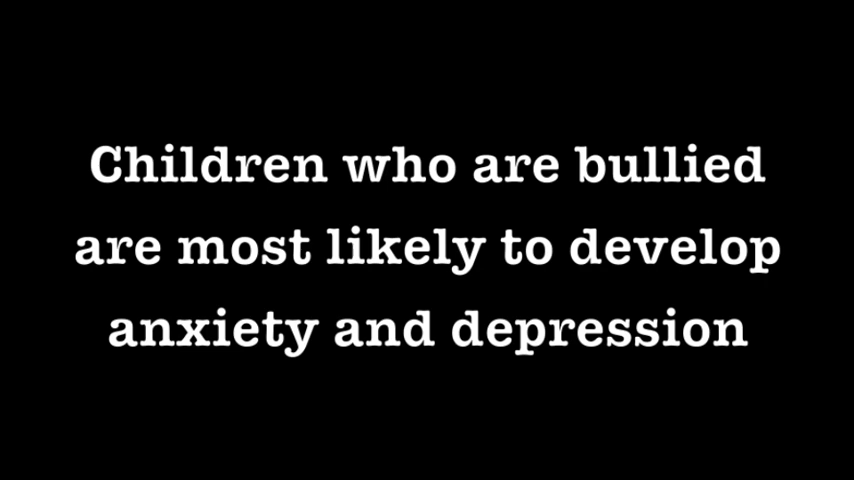 Children who are bullied
are most likely to develop
anxiety and depression